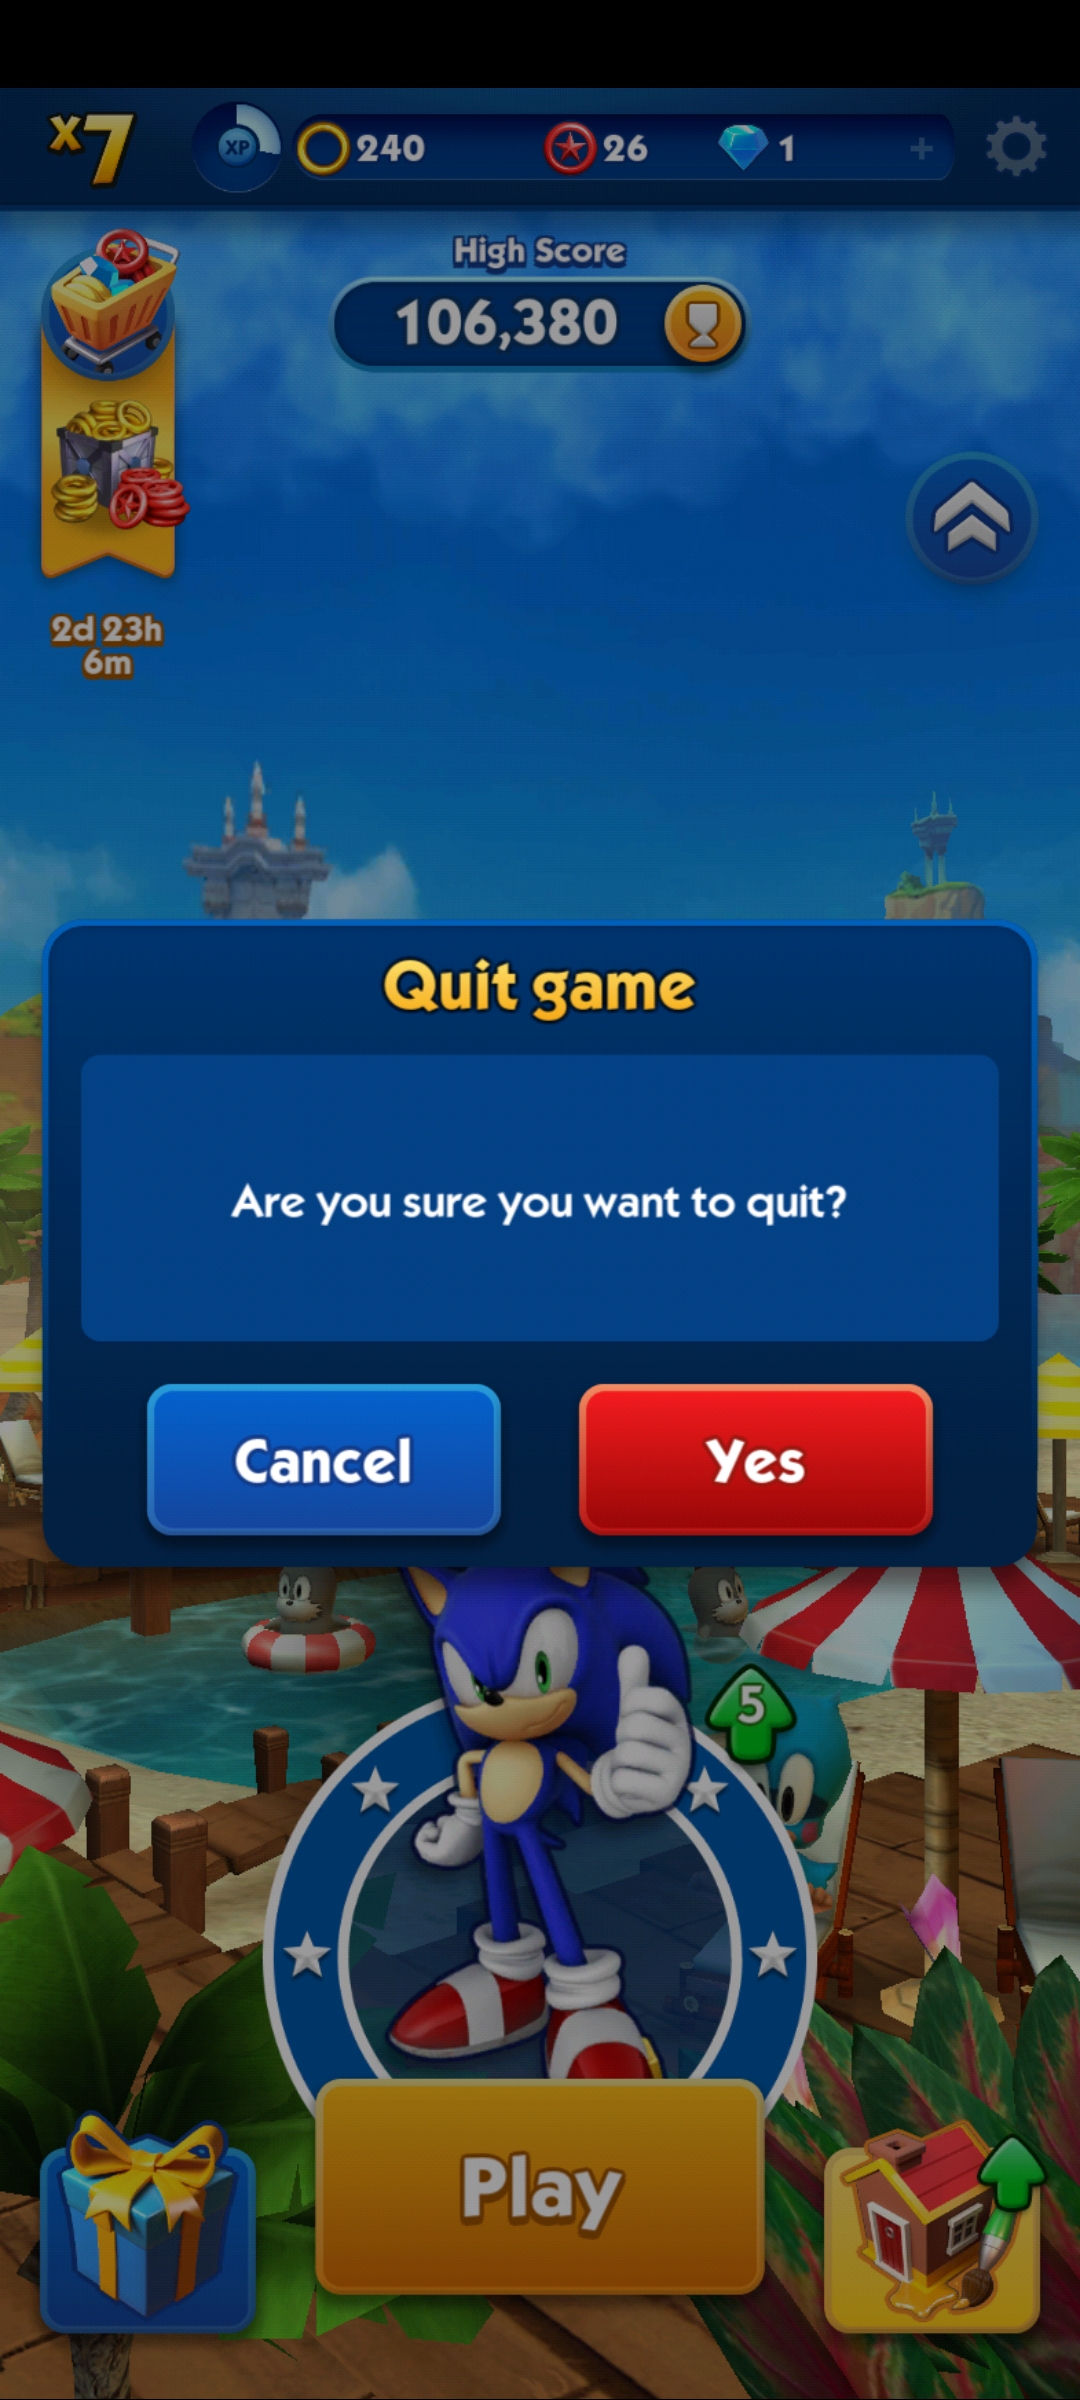 x7
XP
240
26
1
+
High Score
106,380
2d 23h
6m
Quit game
Are you sure you want to quit?
Cancel
Yes
5
Play